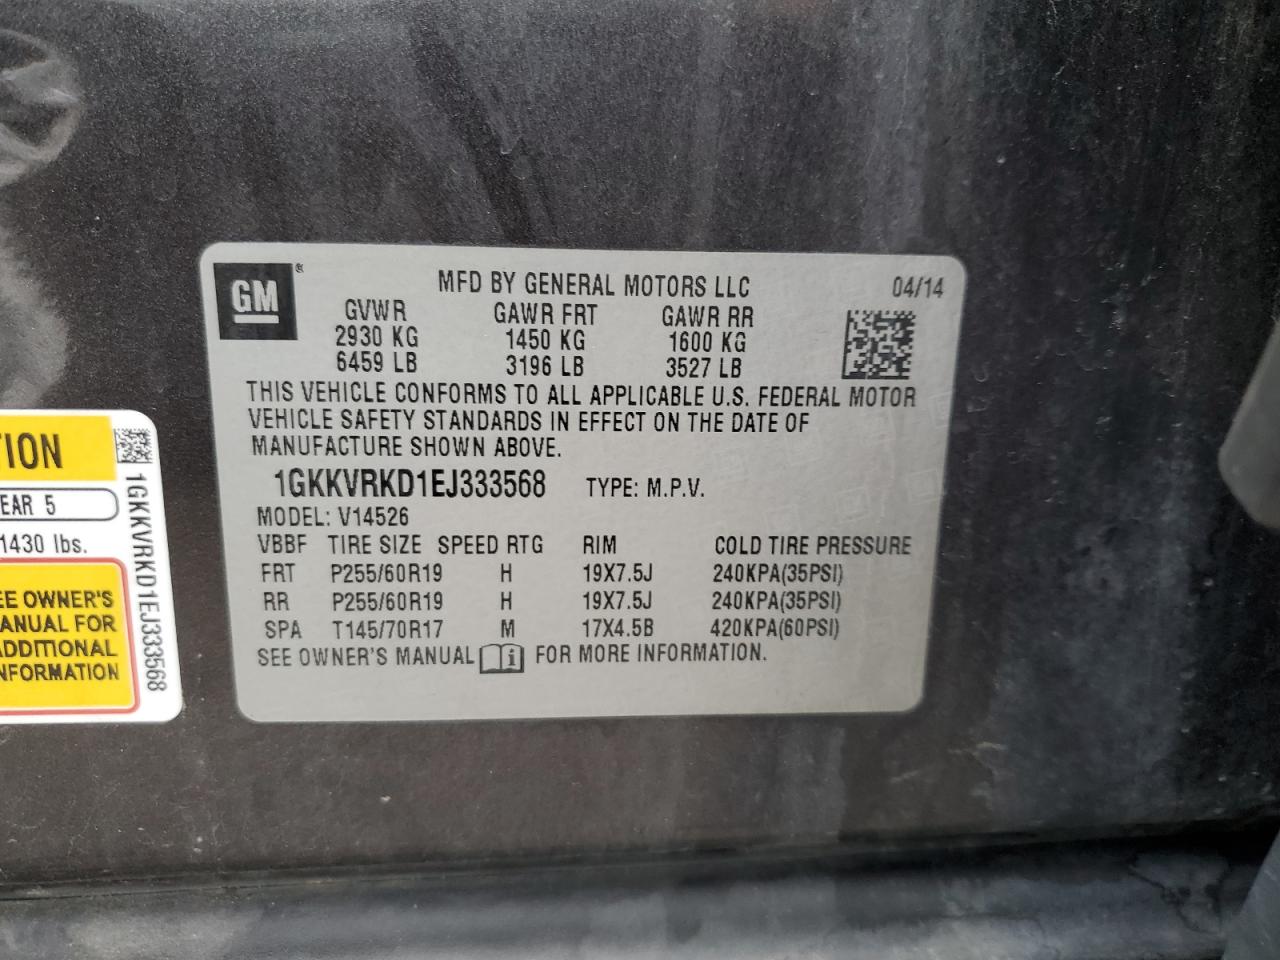 GM ®
MFD BY GENERAL MOTORS LLC 04/14
GVWR GAWR FRT GAWR RR
2930 KG 1450 KG 1600 KG
6459 LB 3196 LB 3527 LB
THIS VEHICLE CONFORMS TO ALL APPLICABLE U.S. FEDERAL MOTOR
VEHICLE SAFETY STANDARDS IN EFFECT ON THE DATE OF
MANUFACTURE SHOWN ABOVE.
1GKKVRKD1EJ333568 TYPE: M.P.V.
MODEL: V14526
VBBF TIRE SIZE SPEED RTG RIM COLD TIRE PRESSURE
FRT P255/60R19 H 19X7.5J 240KPA(35PSI)
RR P255/60R19 H 19X7.5J 240KPA(35PSI)
SPA T145/70R17 M 17X4.5B 420KPA(60PSI)
SEE OWNER'S MANUAL i FOR MORE INFORMATION.
TION
EAR 5
1430 lbs.
EE OWNER'S
ANUAL FOR
ADDITIONAL
NFORMATION
1GKKVRKD1EJ333568